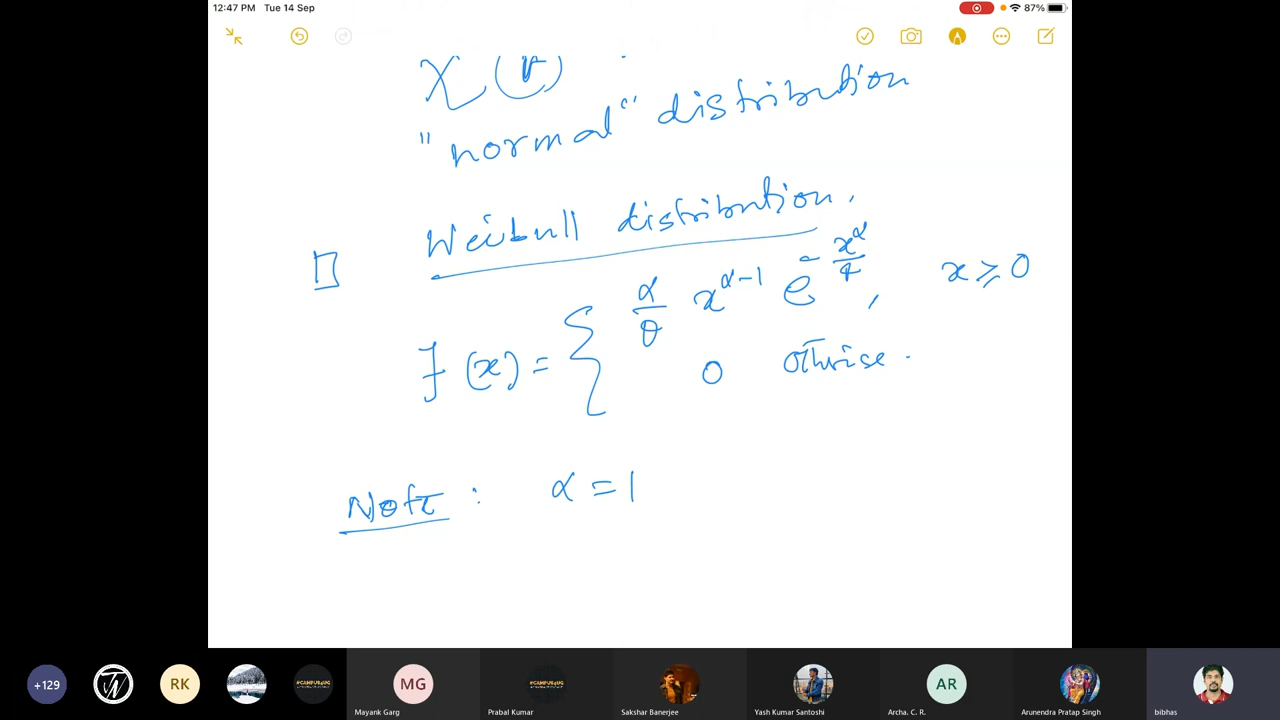 12:47 PM Tue 14 Sep
87%
χ (r)
"normal" distribution
Weibull distribution.
f (x) = { α/θ x^{α-1} e^{-x^α/θ}, x ≥ 0
0 othrise.
Note : α = 1
+129
RK
MG
AR
Mayank Garg
Prabal Kumar
Sakshar Banerjee
Yash Kumar Santoshi
Archa. C. R.
Arunendra Pratap Singh
bibhas